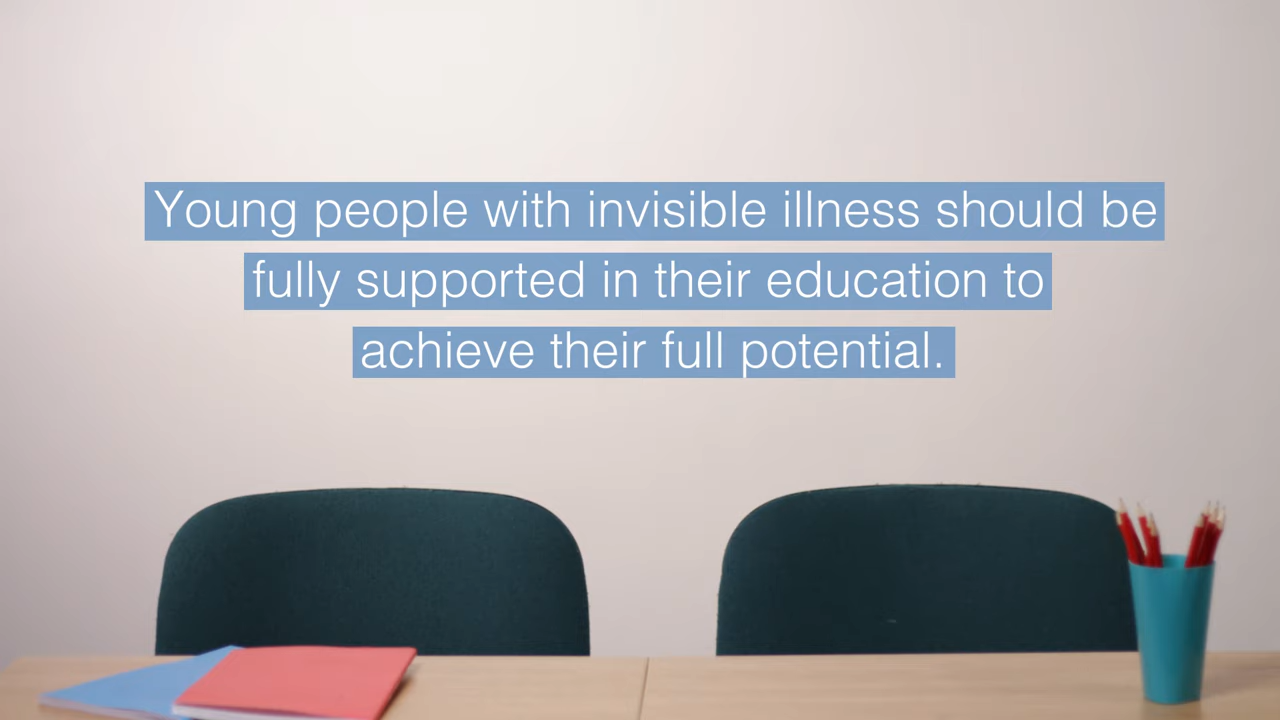 Young people with invisible illness should be
fully supported in their education to
achieve their full potential.